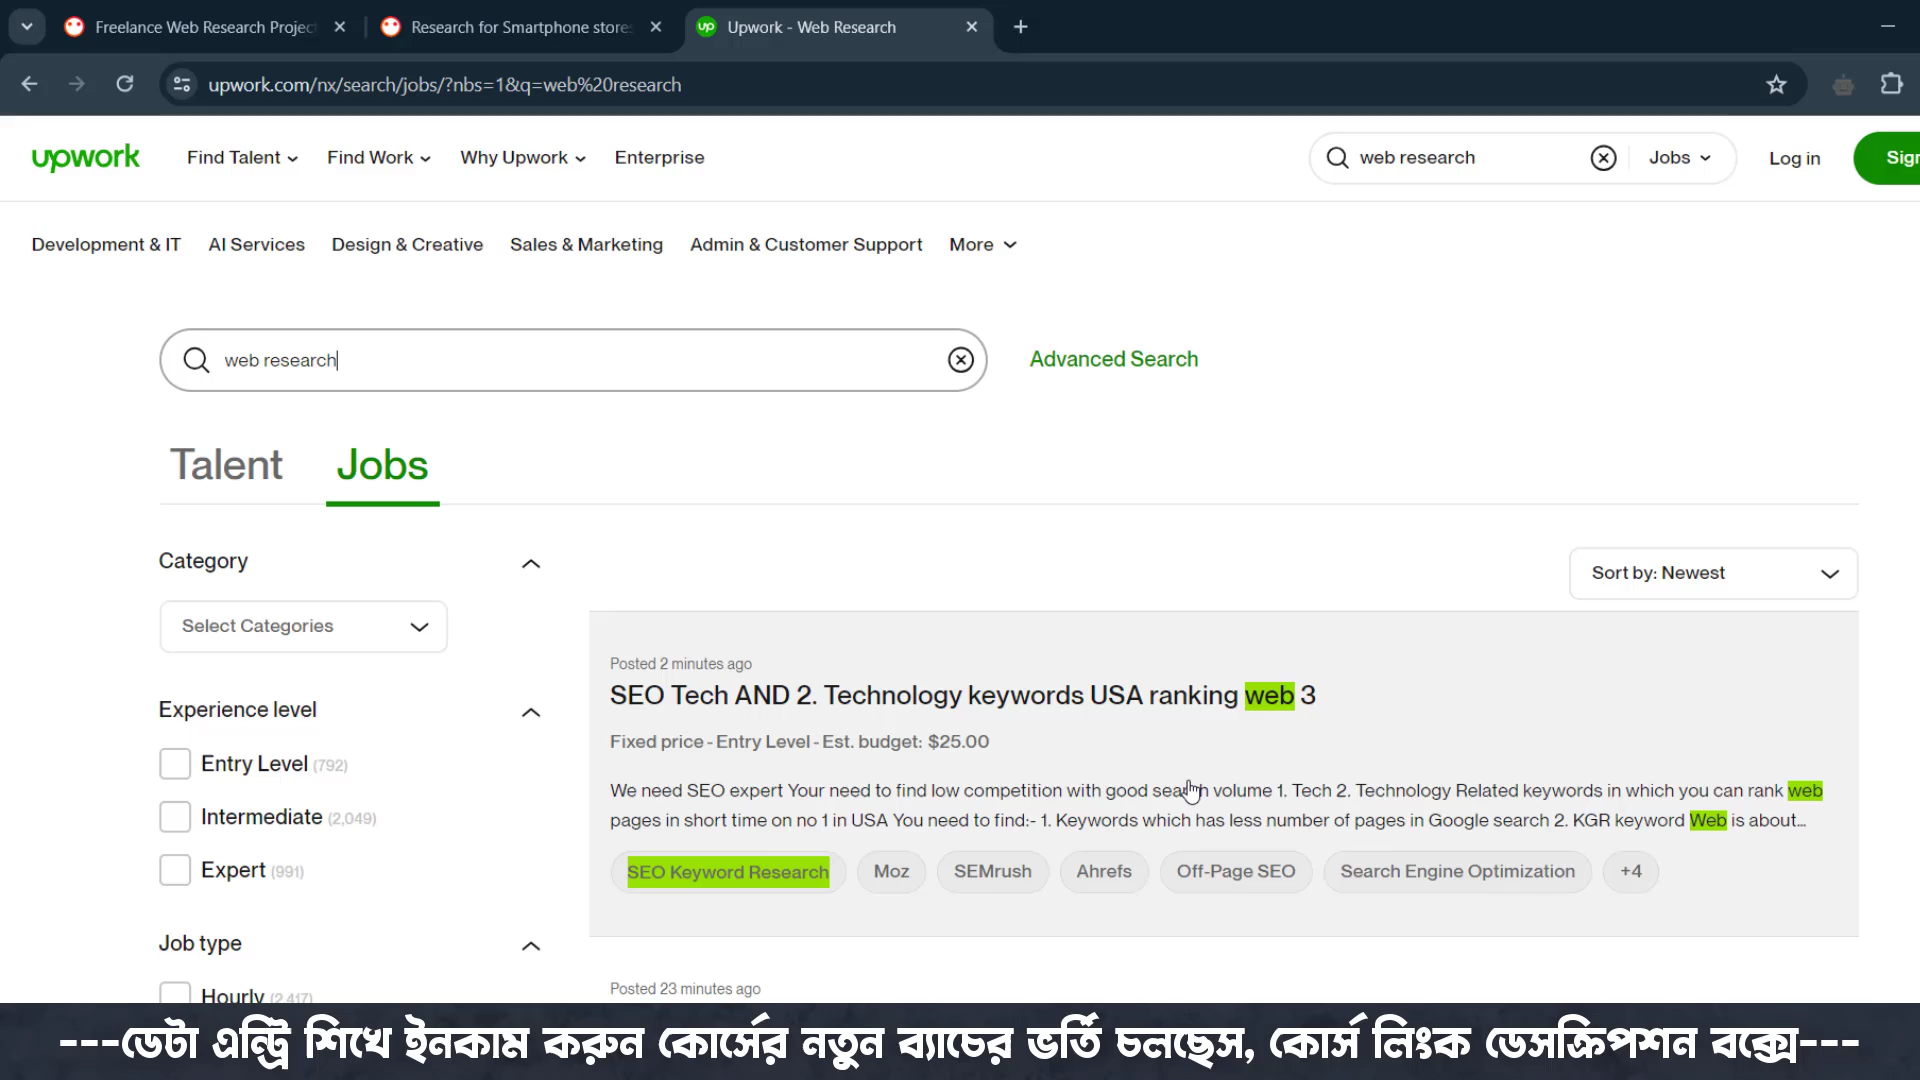 Freelance Web Research Projec
Research for Smartphone stores
Upwork - Web Research
upwork.com/nx/search/jobs/?nbs=1&q=web%20research
upwork
Find Talent
Find Work
Why Upwork
Enterprise
web research
Jobs
Log in
Sign
Development & IT
AI Services
Design & Creative
Sales & Marketing
Admin & Customer Support
More
web research
Advanced Search
Talent
Jobs
Category
Sort by: Newest
Select Categories
Experience level
Entry Level (792)
Intermediate (2,049)
Expert (991)
Job type
Hourly (2,417)
Posted 2 minutes ago
SEO Tech AND 2. Technology keywords USA ranking web 3
Fixed price - Entry Level - Est. budget: $25.00
We need SEO expert Your need to find low competition with good search volume 1. Tech 2. Technology Related keywords in which you can rank web
pages in short time on no 1 in USA You need to find:- 1. Keywords which has less number of pages in Google search 2. KGR keyword Web is about...
SEO Keyword Research
Moz
SEMrush
Ahrefs
Off-Page SEO
Search Engine Optimization
+4
Posted 23 minutes ago
---ডেটা এন্ট্রি শিখে ইনকাম করুন কোর্সের নতুন ব্যাচের ভর্তি চলছেস, কোর্স লিংক ডেসক্রিপশন বক্সে---